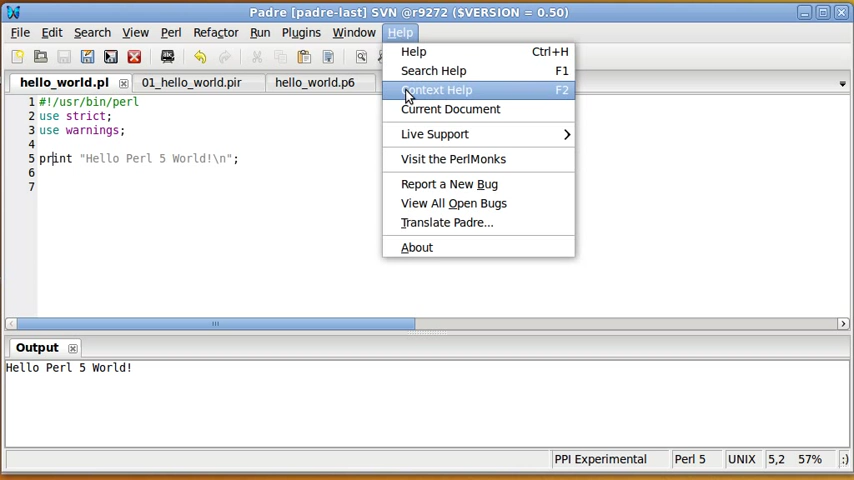 Padre [padre-last] SVN @r9272 ($VERSION = 0.50)
File Edit Search View Perl Refactor Run Plugins Window Help
hello_world.pl 01_hello_world.pir hello_world.p6
1 #!/usr/bin/perl
2 use strict;
3 use warnings;
4
5 print "Hello Perl 5 World!\n";
6
7
Help Ctrl+H
Search Help F1
Context Help F2
Current Document
Live Support
Visit the PerlMonks
Report a New Bug
View All Open Bugs
Translate Padre...
About
Output
Hello Perl 5 World!
PPI Experimental Perl 5 UNIX 5,2 57% :)